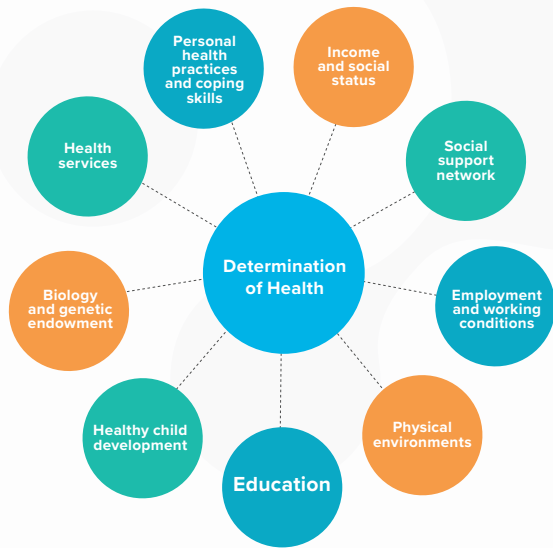 Personal
health
practices
and coping
skills
Income
and social
status
Social
support
network
Employment
and working
conditions
Physical
environments
Education
Healthy child
development
Biology
and genetic
endowment
Health
services
Determination
of Health